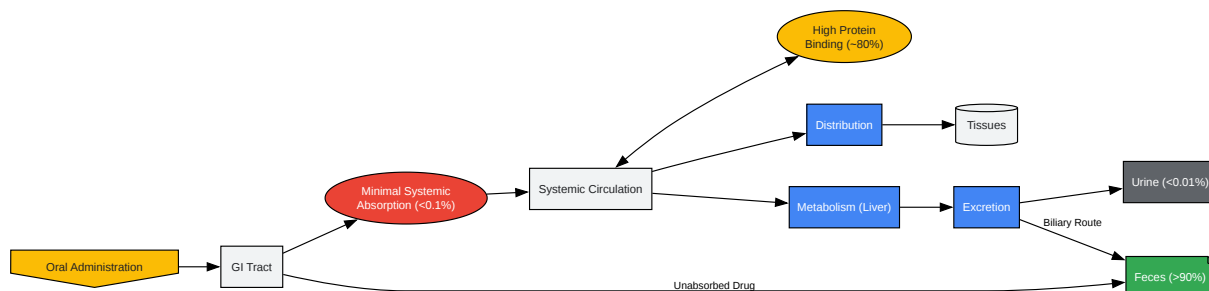 High Protein
Binding (~80%)
Distribution
Tissues
Minimal Systemic
Absorption (<0.1%)
Systemic Circulation
Urine (<0.01%)
Metabolism (Liver)
Excretion
Biliary Route
Oral Administration
GI Tract
Feces (>90%)
Unabsorbed Drug